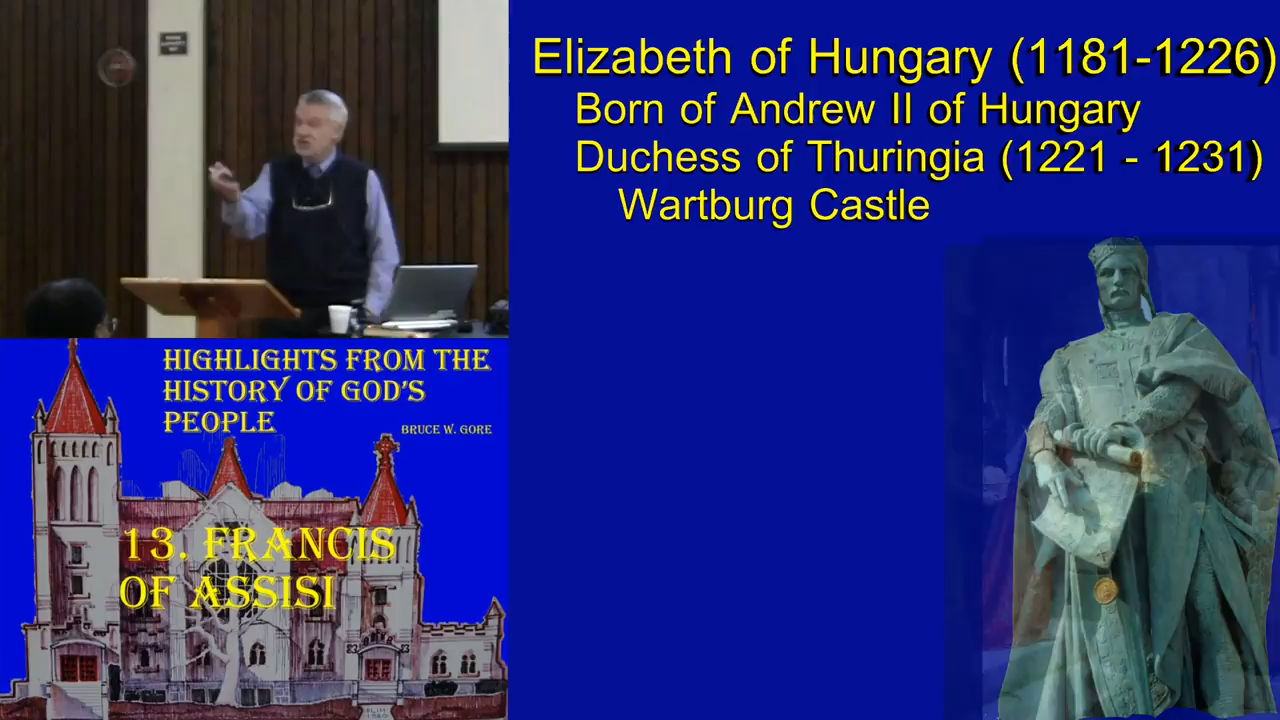 Elizabeth of Hungary (1181-1226)
Born of Andrew II of Hungary
Duchess of Thuringia (1221 - 1231)
Wartburg Castle
HIGHLIGHTS FROM THE
HISTORY OF GOD'S
PEOPLE
BRUCE W. GORE
13. FRANCIS
OF ASSISI